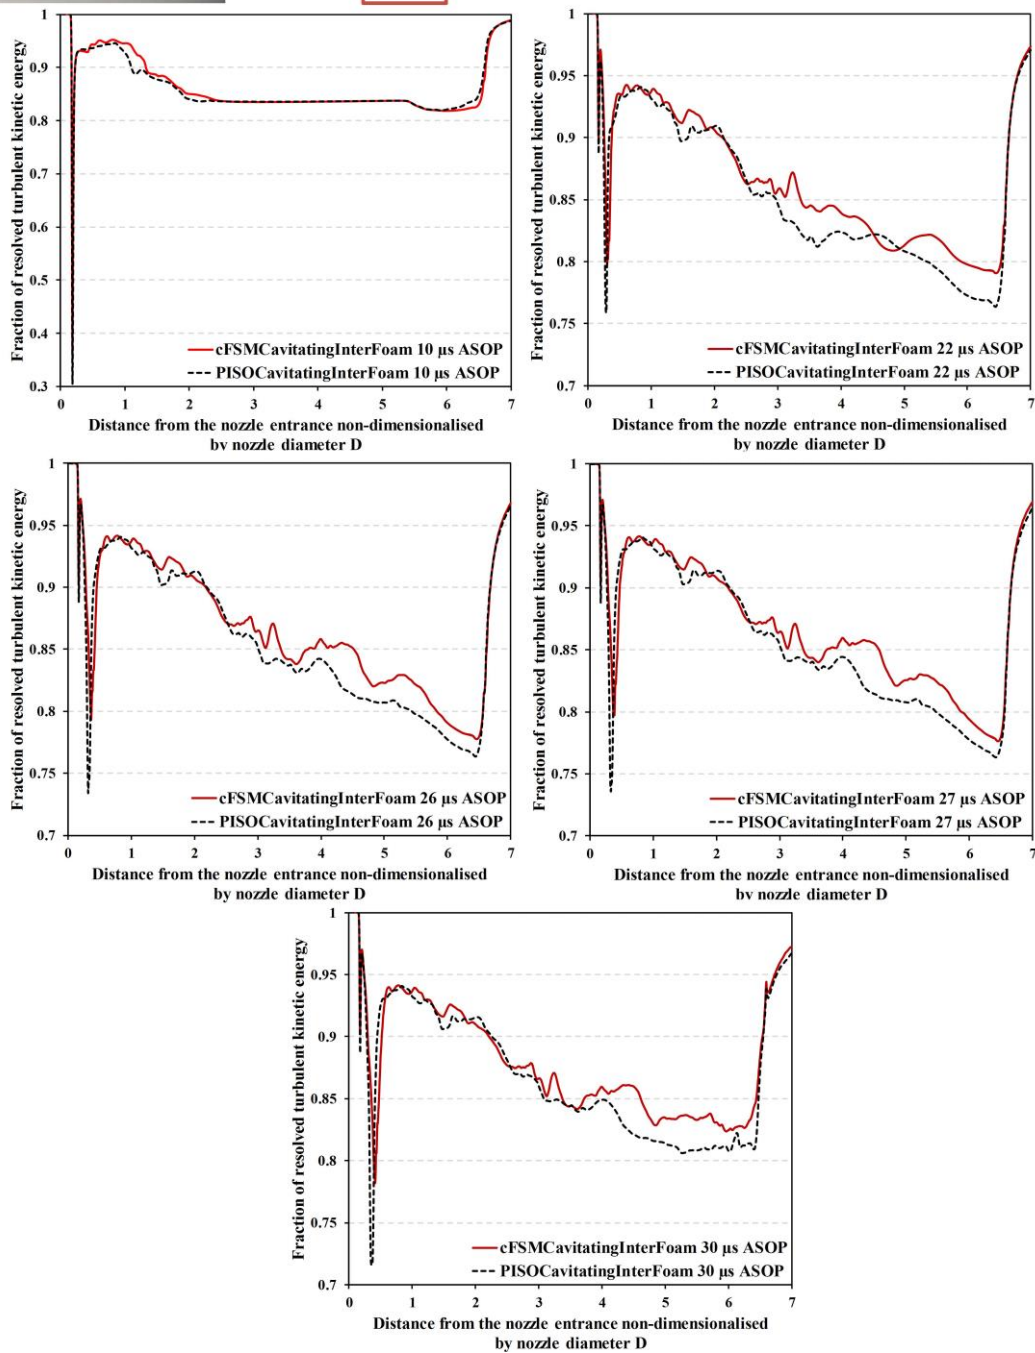 1
0.9
0.8
0.7
0.6
0.5
0.4
0.3
Fraction of resolved turbulent kinetic energy
cFSMCavitatingInterFoam 10 µs ASOP
PISOCavitatingInterFoam 10 µs ASOP
0 1 2 3 4 5 6 7
Distance from the nozzle entrance non-dimensionalised
by nozzle diameter D
1
0.95
0.9
0.85
0.8
0.75
0.7
Fraction of resolved turbulent kinetic energy
cFSMCavitatingInterFoam 22 µs ASOP
PISOCavitatingInterFoam 22 µs ASOP
0 1 2 3 4 5 6 7
Distance from the nozzle entrance non-dimensionalised
by nozzle diameter D
1
0.95
0.9
0.85
0.8
0.75
0.7
Fraction of resolved turbulent kinetic energy
cFSMCavitatingInterFoam 26 µs ASOP
PISOCavitatingInterFoam 26 µs ASOP
0 1 2 3 4 5 6 7
Distance from the nozzle entrance non-dimensionalised
by nozzle diameter D
1
0.95
0.9
0.85
0.8
0.75
0.7
Fraction of resolved turbulent kinetic energy
cFSMCavitatingInterFoam 27 µs ASOP
PISOCavitatingInterFoam 27 µs ASOP
0 1 2 3 4 5 6 7
Distance from the nozzle entrance non-dimensionalised
by nozzle diameter D
1
0.95
0.9
0.85
0.8
0.75
0.7
Fraction of resolved turbulent kinetic energy
cFSMCavitatingInterFoam 30 µs ASOP
PISOCavitatingInterFoam 30 µs ASOP
0 1 2 3 4 5 6 7
Distance from the nozzle entrance non-dimensionalised
by nozzle diameter D